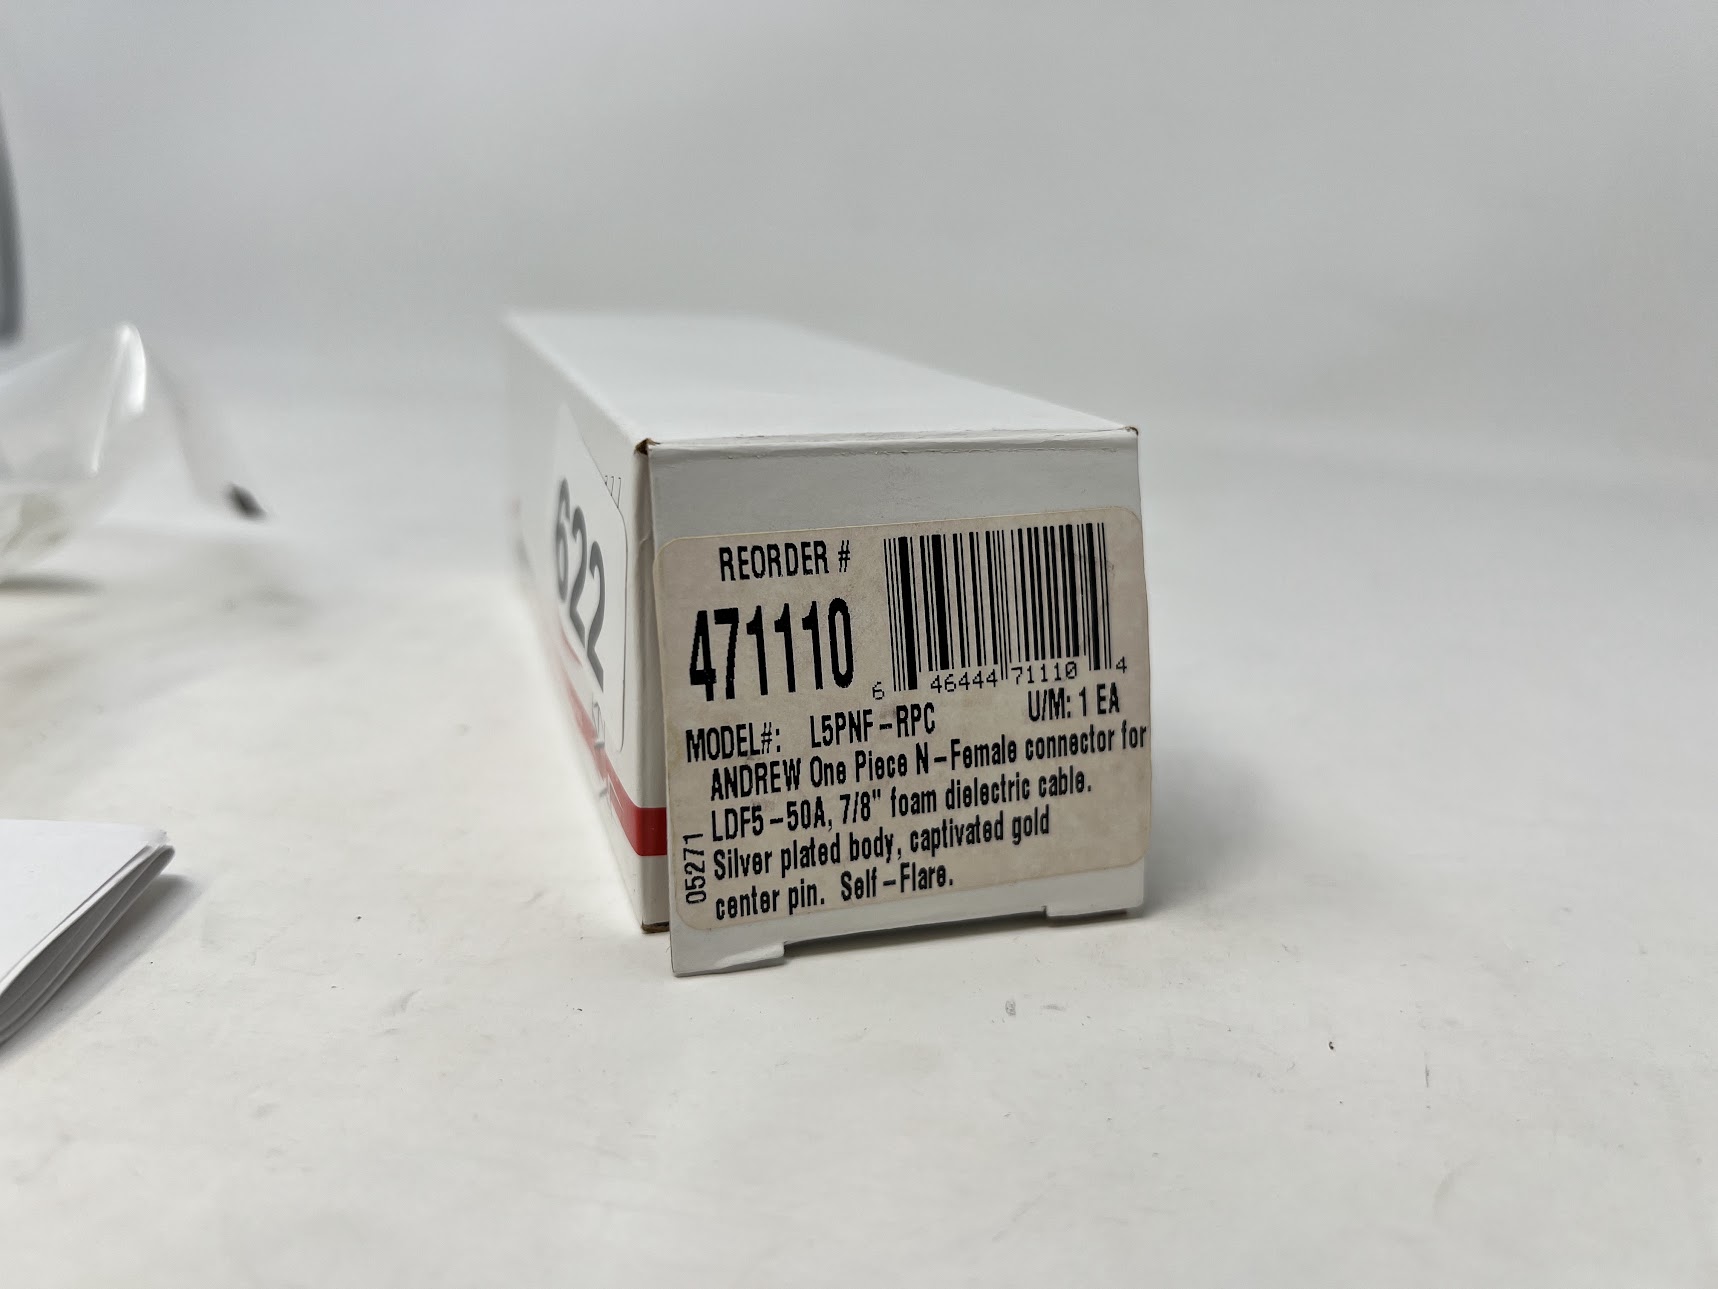 622
REORDER #
471110
6 46444 71110 4
MODEL#: L5PNF-RPC U/M: 1 EA
ANDREW One Piece N-Female connector for
LDF5-50A, 7/8" foam dielectric cable.
Silver plated body, captivated gold
center pin. Self-Flare.
05271